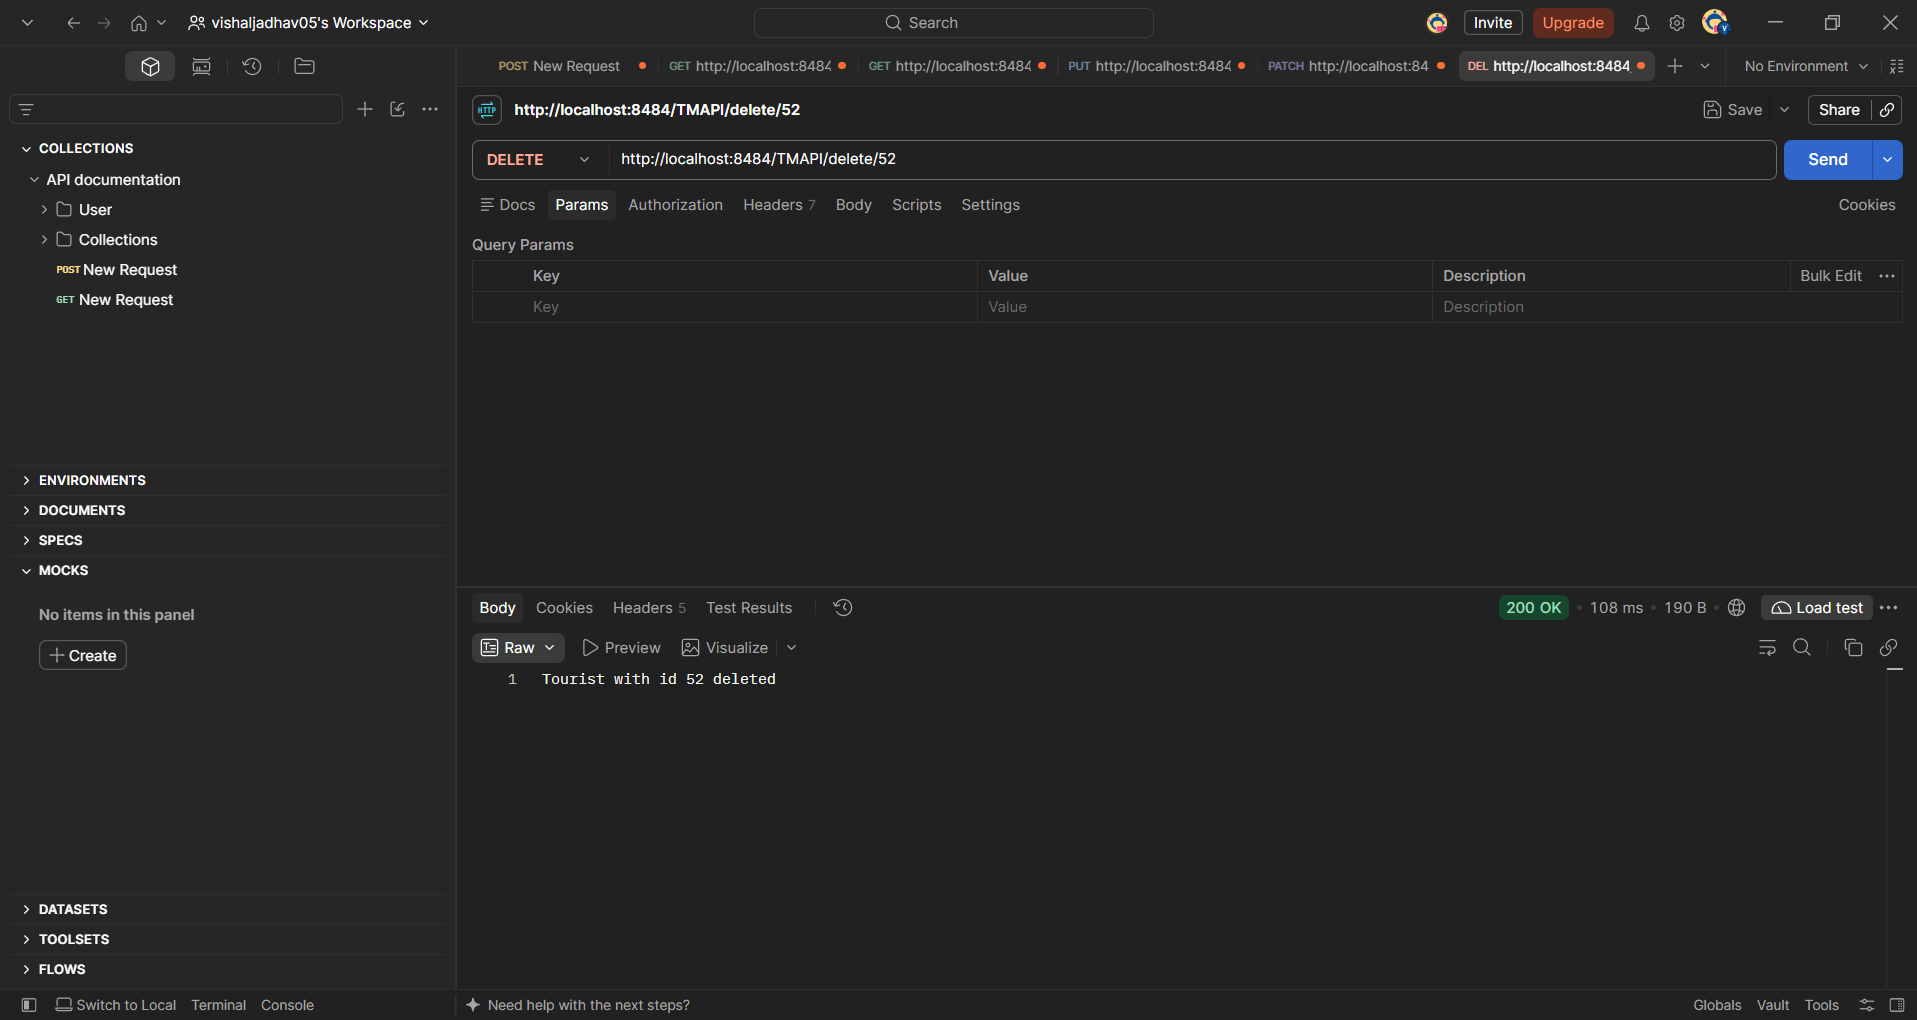 vishaljadhav05's Workspace
Search
Invite
Upgrade
POST New Request
GET http://localhost:8484
GET http://localhost:8484
PUT http://localhost:8484
PATCH http://localhost:84
DEL http://localhost:8484
No Environment
HTTP http://localhost:8484/TMAPI/delete/52
Save
Share
COLLECTIONS
API documentation
User
Collections
POST New Request
GET New Request
DELETE http://localhost:8484/TMAPI/delete/52
Send
Docs Params Authorization Headers 7 Body Scripts Settings
Cookies
Query Params
Key Value Description Bulk Edit
Key Value Description
ENVIRONMENTS
DOCUMENTS
SPECS
MOCKS
No items in this panel
Create
Body Cookies Headers 5 Test Results
200 OK • 108 ms • 190 B
Load test
Raw Preview Visualize
1 Tourist with id 52 deleted
DATASETS
TOOLSETS
FLOWS
Switch to Local Terminal Console
Need help with the next steps?
Globals Vault Tools